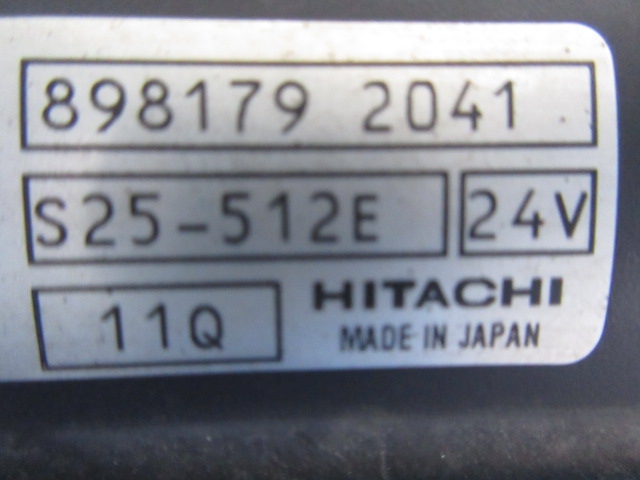 898179 2041
S25-512E 24V
11Q HITACHI
MADE IN JAPAN